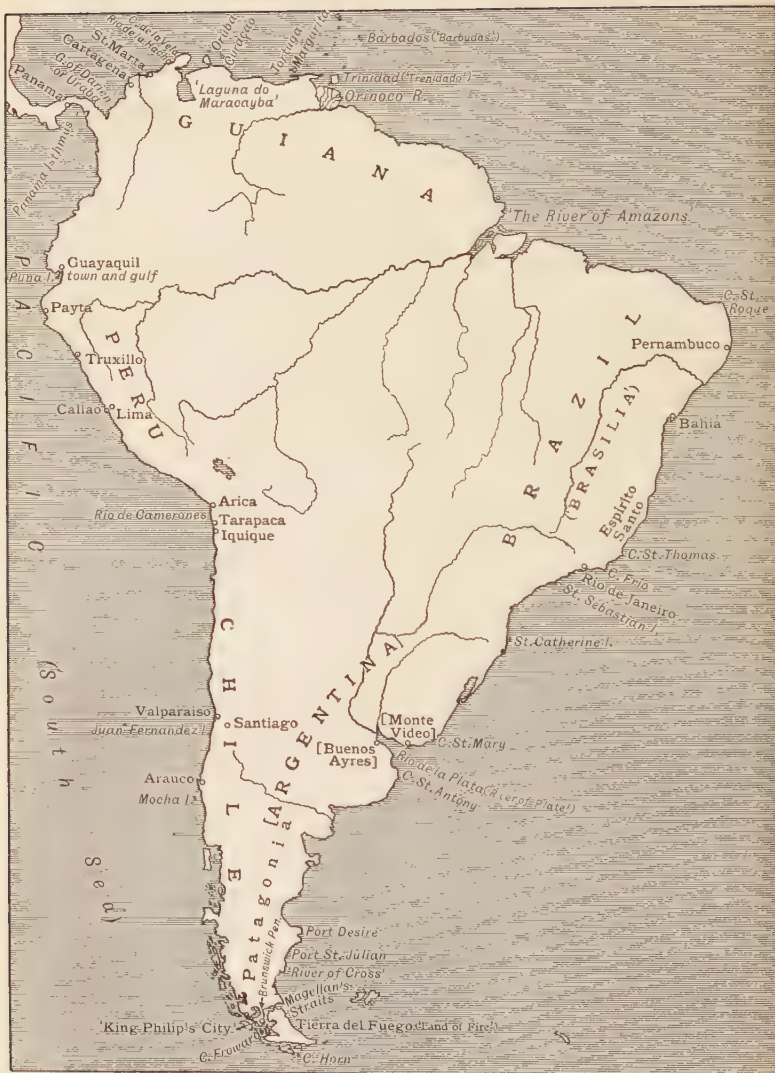 C. de la Vela
Rio de la Hacha
St. Marta
Cartagena
G. of Darien
or Uraba
Panama
Panama Isthmus
Oruba
Curaçao
Tortuga
Margarita
Barbados ('Barbudos')
Trinidad ('Trenidado')
Orinoco R.
'Laguna do
Maracayba'
GUIANA
'The River of Amazons'
PACIFIC
(South Sea)
Guayaquil
town and gulf
Puna I.
Payta
PERU
Truxillo
Callao
Lima
C. St.
Roque
Pernambuco
BRAZIL
('BRASILIA')
Bahia
Espirito
Santo
Arica
Rio de Camerones
Tarapaca
Iquique
C. St. Thomas
C. Frio
Rio de Janeiro
St. Sebastian I.
St. Catherine I.
CHILE
Valparaiso
Santiago
Juan Fernandez I.
[ARGENTINA]
[Monte
Video]
[Buenos
Ayres]
C. St. Mary
Rio de la Plata ('River of Plate')
C. St. Antony
Arauco
Mocha I.
Patagonia
Brunswick Pen.
Port Desire
Port St. Julian
'River of Cross'
Magellan's
Straits
'King Philip's City'
Tierra del Fuego ('Land of Fire')
C. Froward
C. Horn